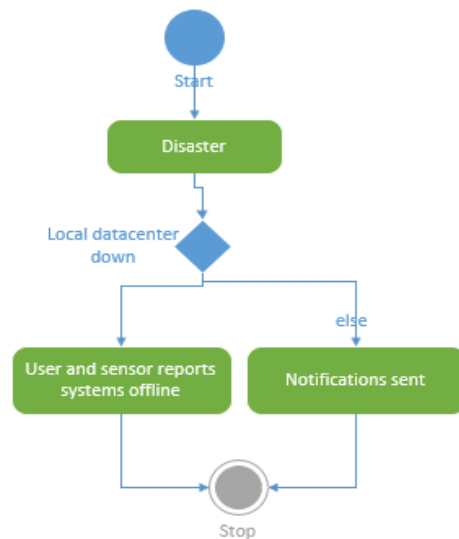 Start
Disaster
Local datacenter
down
else
User and sensor reports
systems offline
Notifications sent
Stop